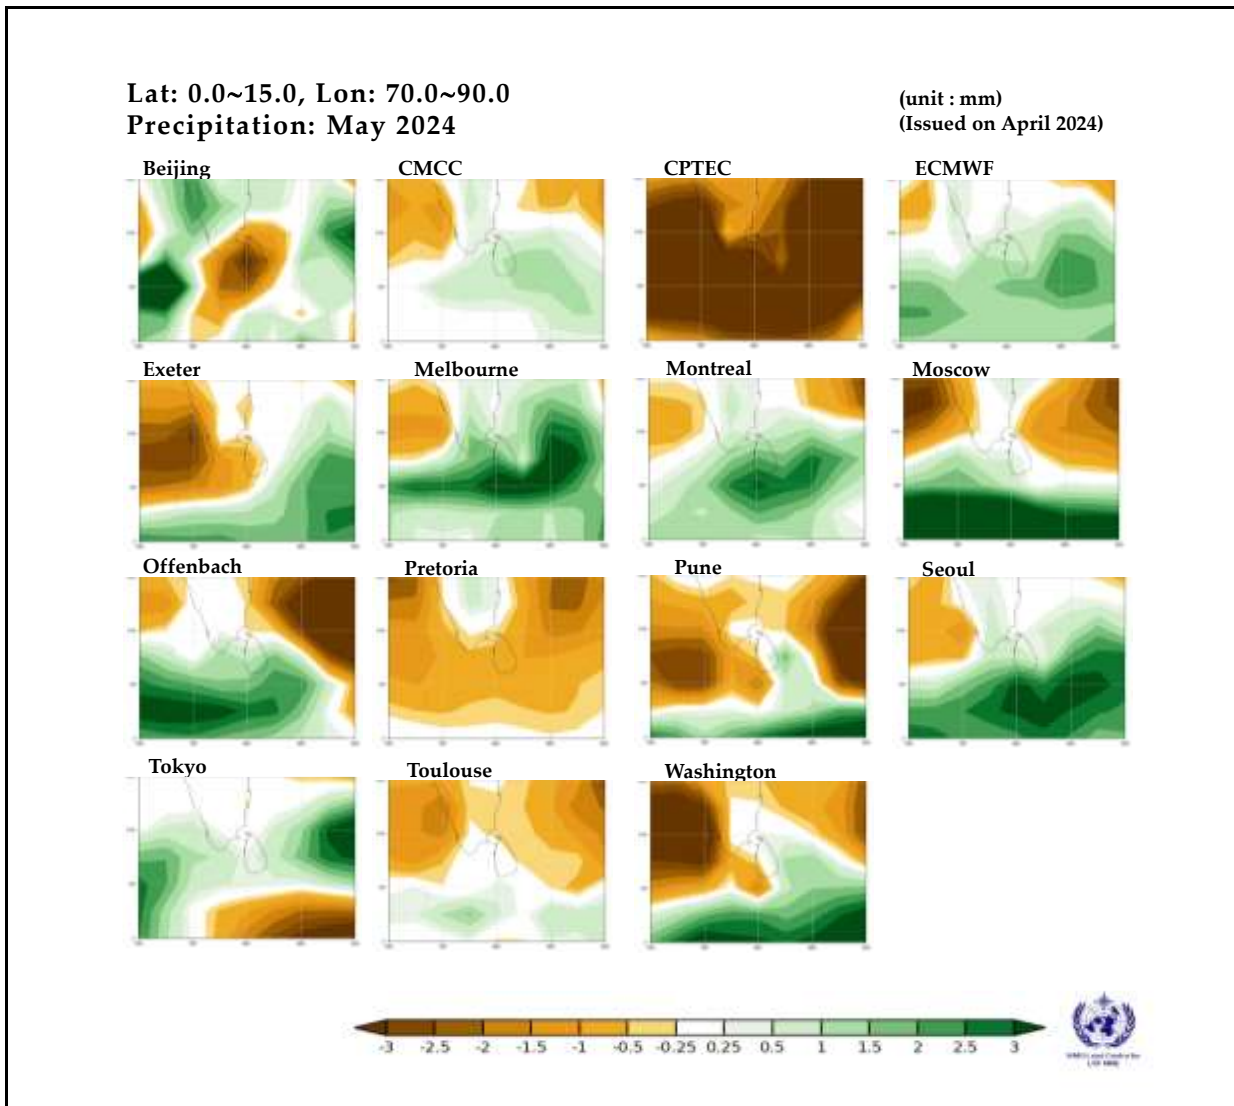 Lat: 0.0~15.0, Lon: 70.0~90.0
Precipitation: May 2024
(unit : mm)
(Issued on April 2024)
Beijing
CMCC
CPTEC
ECMWF
Exeter
Melbourne
Montreal
Moscow
Offenbach
Pretoria
Pune
Seoul
Tokyo
Toulouse
Washington
-3 -2.5 -2 -1.5 -1 -0.5 -0.25 0.25 0.5 1 1.5 2 2.5 3